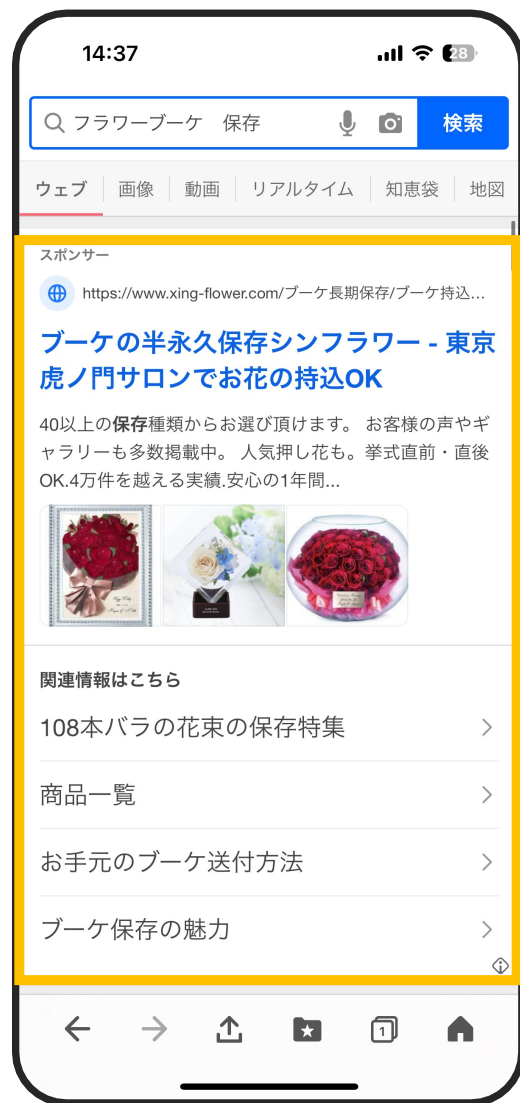 14:37
28
フラワーブーケ　保存
検索
ウェブ 画像 動画 リアルタイム 知恵袋 地図
スポンサー
https://www.xing-flower.com/ブーケ長期保存/ブーケ持込...
ブーケの半永久保存シンフラワー - 東京
虎ノ門サロンでお花の持込OK
40以上の保存種類からお選び頂けます。 お客様の声やギ
ャラリーも多数掲載中。 人気押し花も。挙式直前・直後
OK.4万件を越える実績.安心の1年間...
関連情報はこちら
108本バラの花束の保存特集
商品一覧
お手元のブーケ送付方法
ブーケ保存の魅力
1